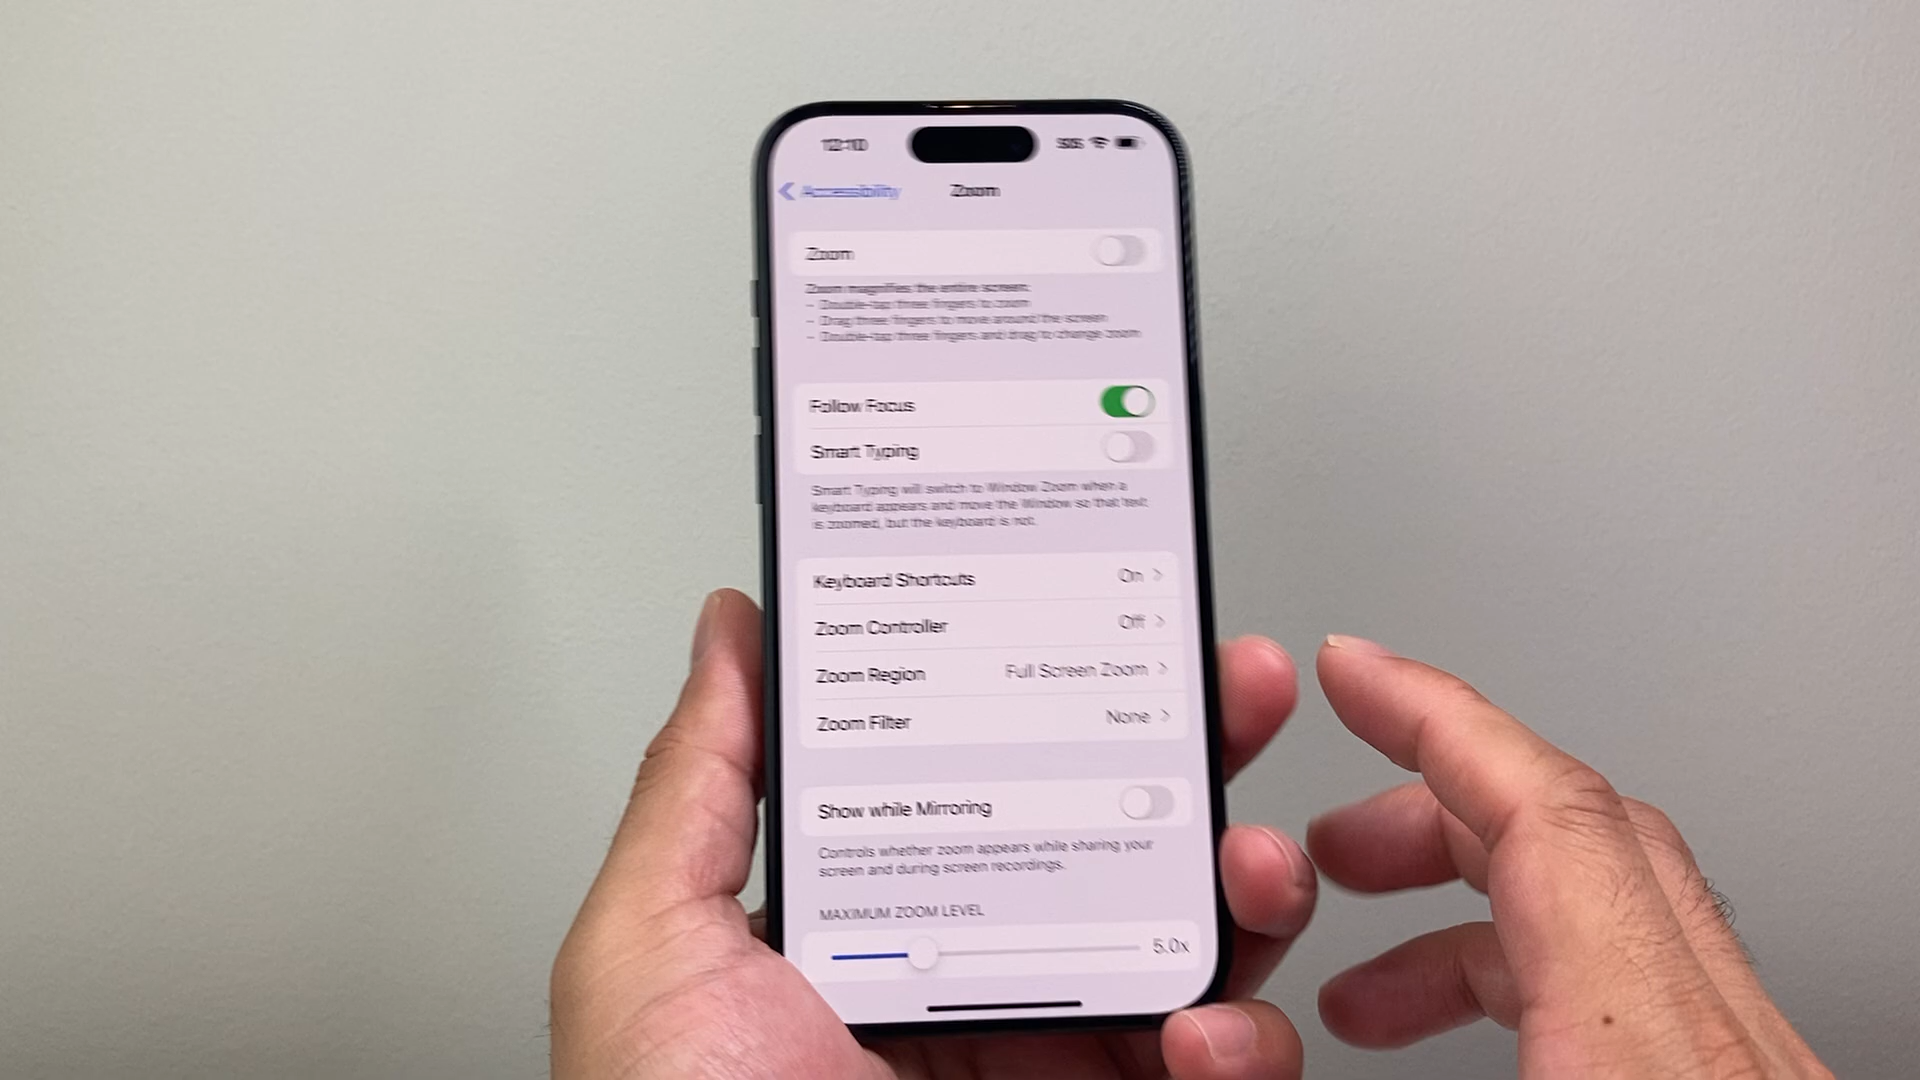 12:10
SOS
Accessibility
Zoom
Zoom
Zoom magnifies the entire screen:
- Double-tap three fingers to zoom
- Drag three fingers to move around the screen
- Double-tap three fingers and drag to change zoom
Follow Focus
Smart Typing
Smart Typing will switch to Window Zoom when a
keyboard appears and move the Window so that text
is zoomed, but the keyboard is not.
Keyboard Shortcuts On
Zoom Controller Off
Zoom Region Full Screen Zoom
Zoom Filter None
Show while Mirroring
Controls whether zoom appears while sharing your
screen and during screen recordings.
MAXIMUM ZOOM LEVEL
5.0x